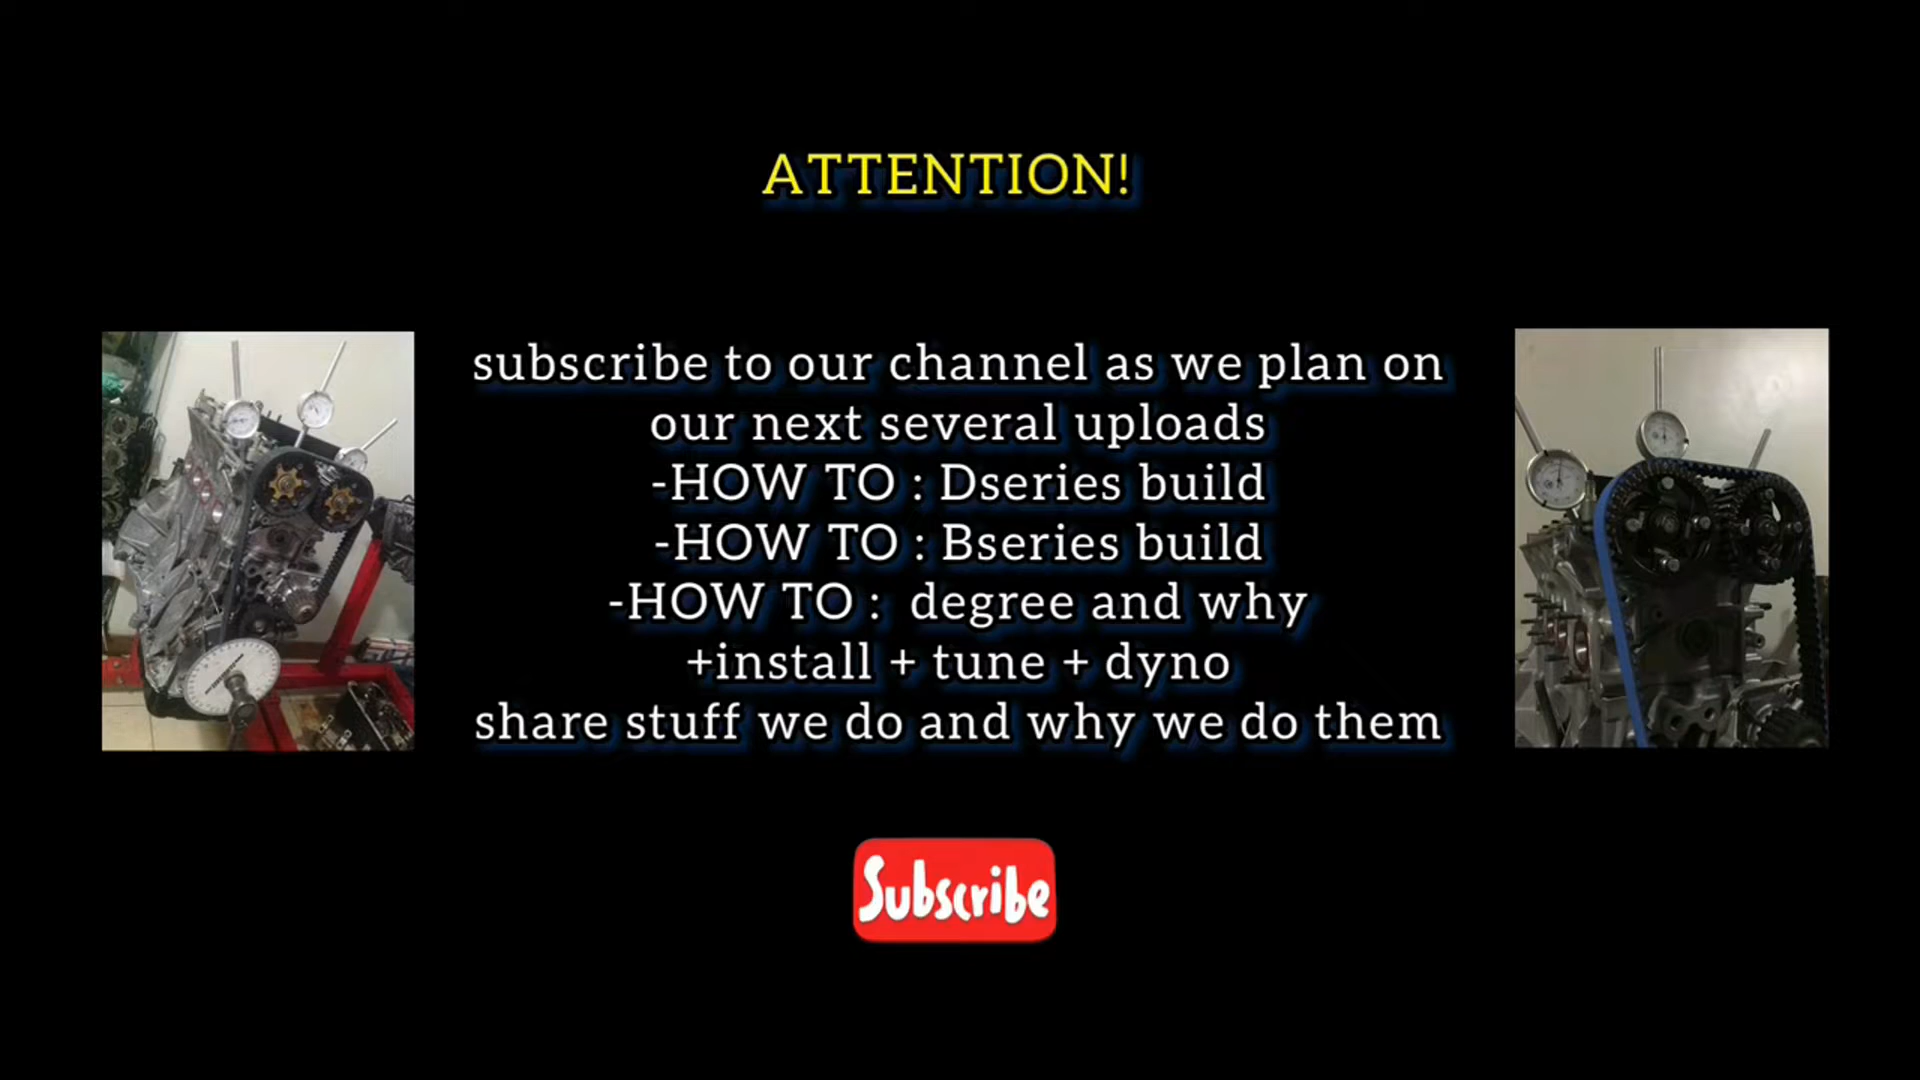 ATTENTION!
subscribe to our channel as we plan on
our next several uploads
-HOW TO : Dseries build
-HOW TO : Bseries build
-HOW TO :  degree and why
+install + tune + dyno
share stuff we do and why we do them
Subscribe